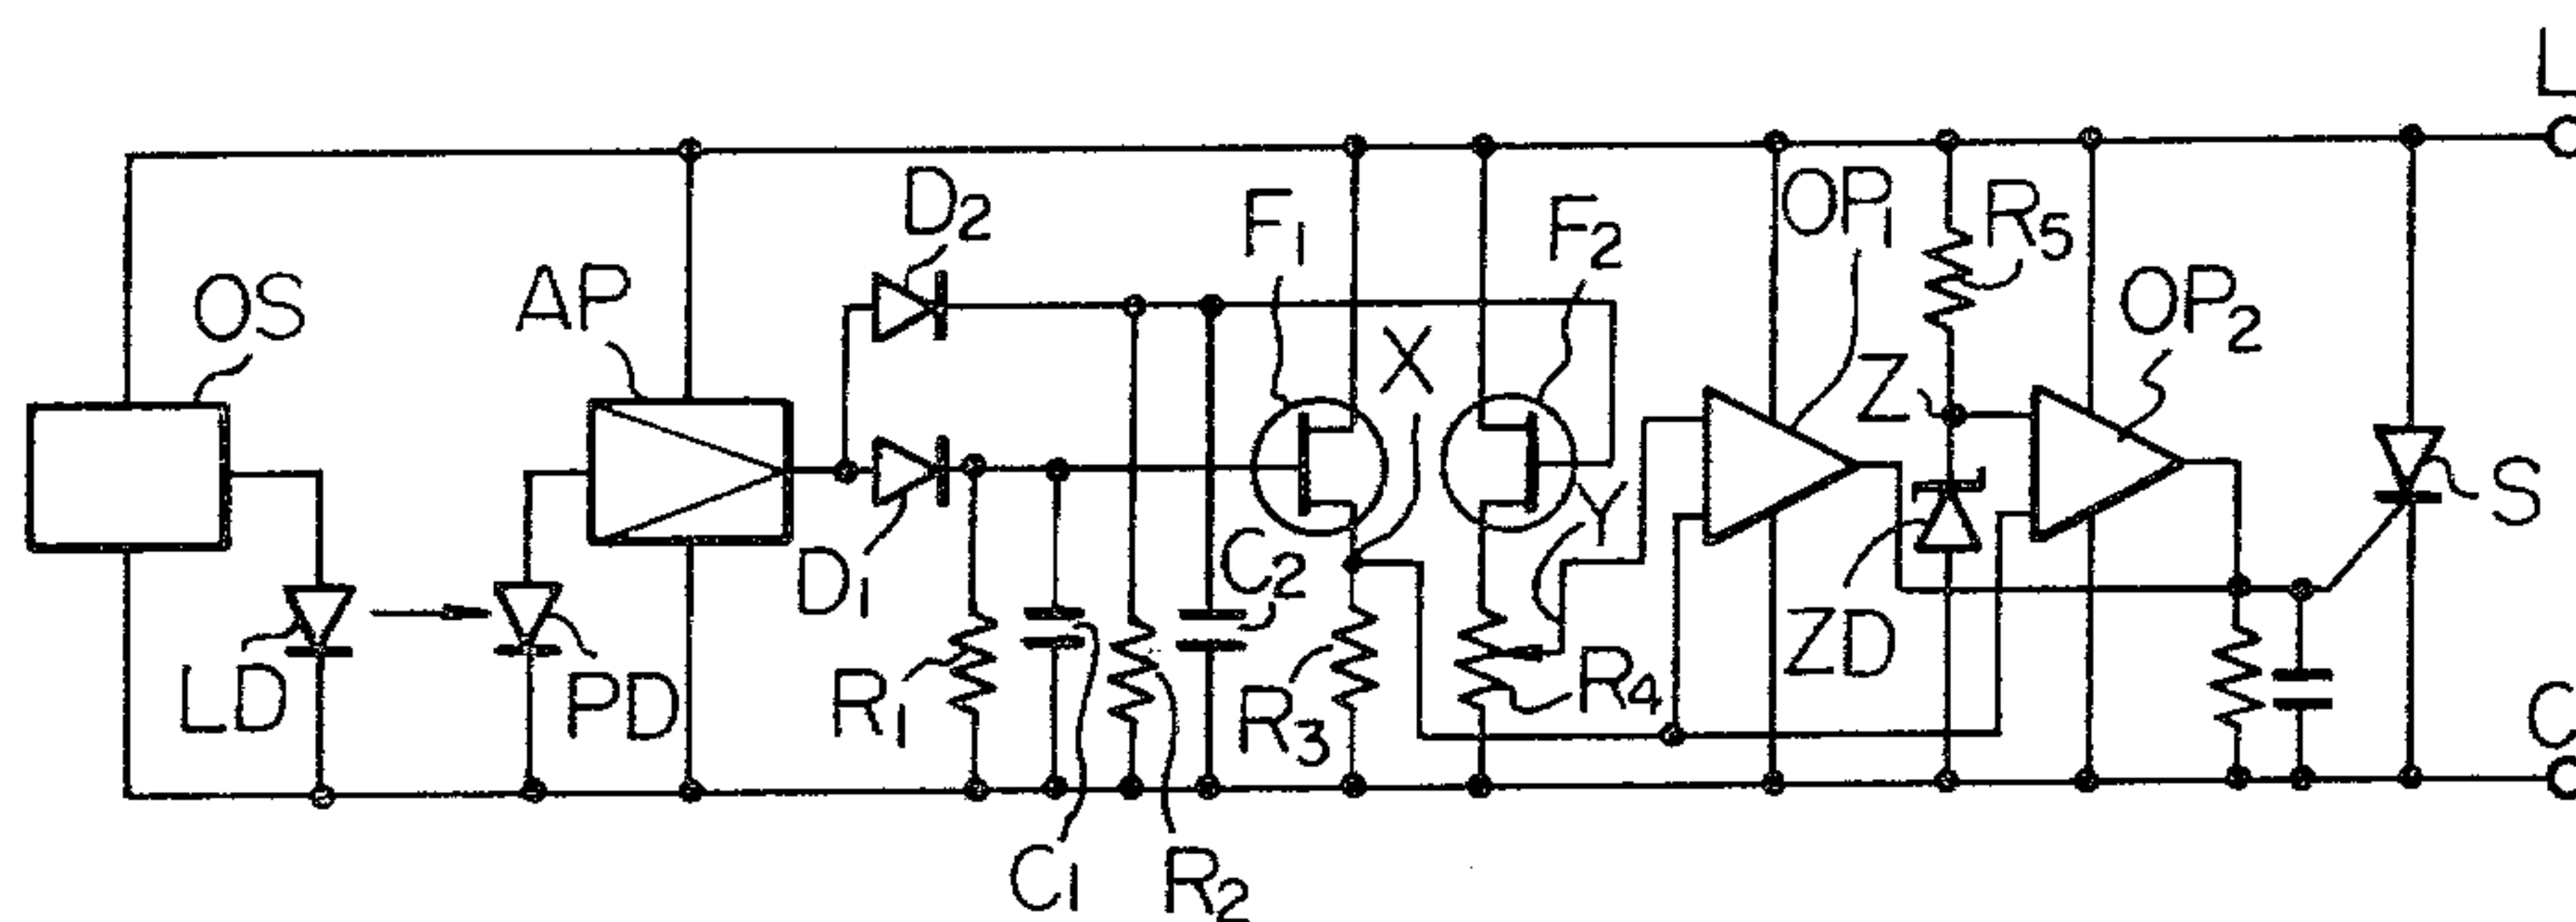 L
D₂
F₁
F₂
OP₁
R₅
OS
AP
X
OP₂
Z
S
Y
D₁
C₂
LD
PD
R₁
R₃
R₄
ZD
C
C₁
R₂